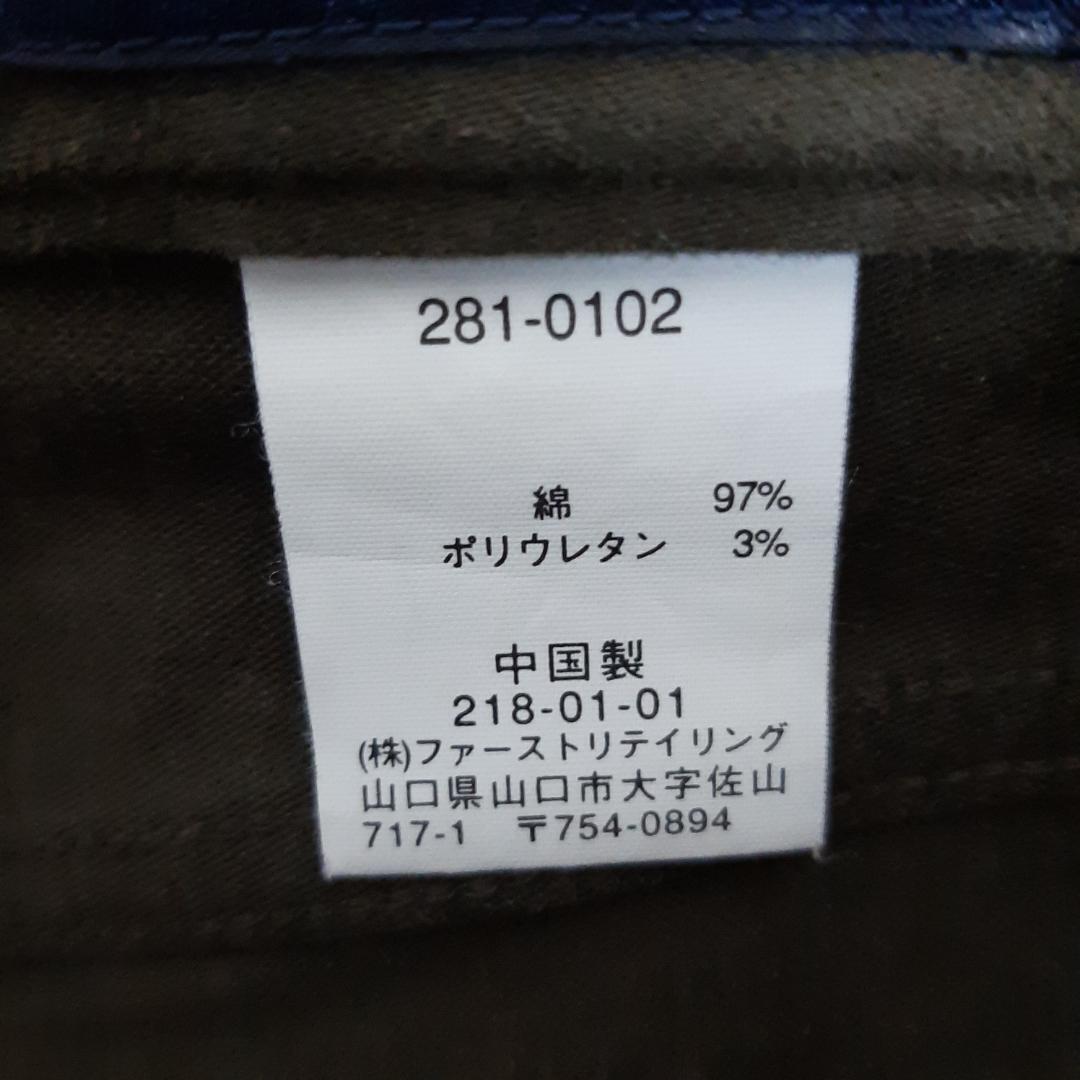 281-0102
綿 97%
ポリウレタン 3%
中国製
218-01-01
(株)ファーストリテイリング
山口県山口市大字佐山
717-1 〒754-0894